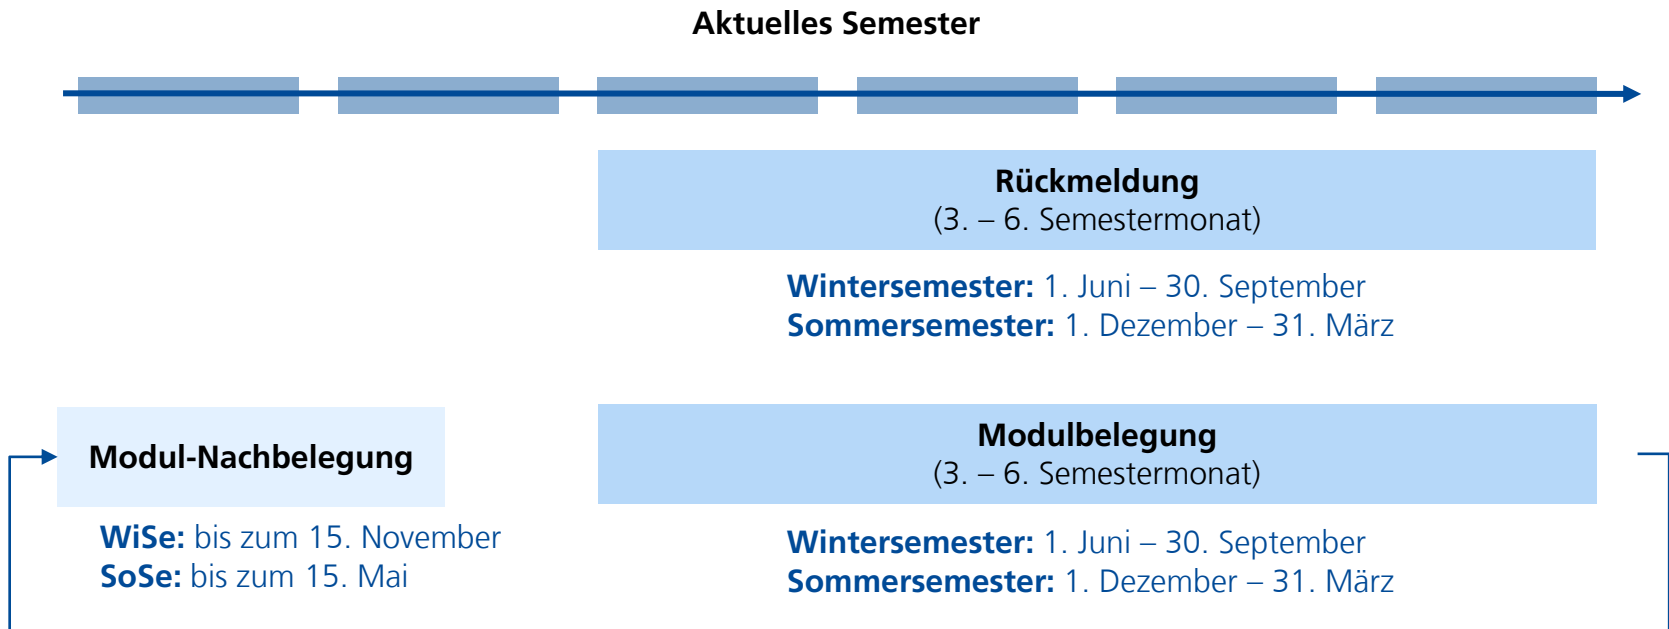 Aktuelles Semester
Rückmeldung
(3. – 6. Semestermonat)
Wintersemester: 1. Juni – 30. September
Sommersemester: 1. Dezember – 31. März
Modul-Nachbelegung
WiSe: bis zum 15. November
SoSe: bis zum 15. Mai
Modulbelegung
(3. – 6. Semestermonat)
Wintersemester: 1. Juni – 30. September
Sommersemester: 1. Dezember – 31. März